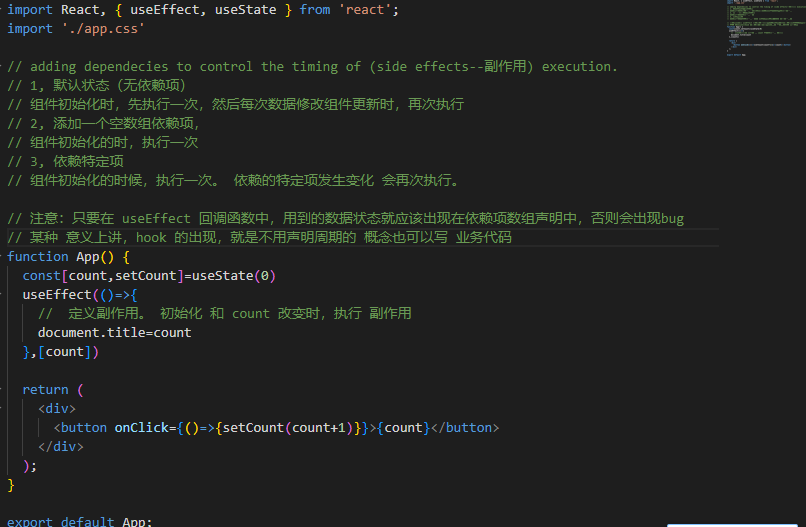 import React, { useEffect, useState } from 'react';
import './app.css'
// adding dependecies to control the timing of (side effects--副作用) execution.
// 1, 默认状态（无依赖项）
// 组件初始化时，先执行一次，然后每次数据修改组件更新时，再次执行
// 2, 添加一个空数组依赖项，
// 组件初始化的时，执行一次
// 3, 依赖特定项
// 组件初始化的时候，执行一次。 依赖的特定项发生变化 会再次执行。
// 注意：只要在 useEffect 回调函数中，用到的数据状态就应该出现在依赖项数组声明中，否则会出现bug
// 某种 意义上讲，hook 的出现，就是不用声明周期的 概念也可以写 业务代码
function App() {
const[count,setCount]=useState(0)
useEffect(()=>{
//  定义副作用。 初始化 和 count 改变时，执行 副作用
document.title=count
},[count])
return (
<div>
<button onClick={()=>{setCount(count+1)}}>{count}</button>
</div>
);
}
export default App;